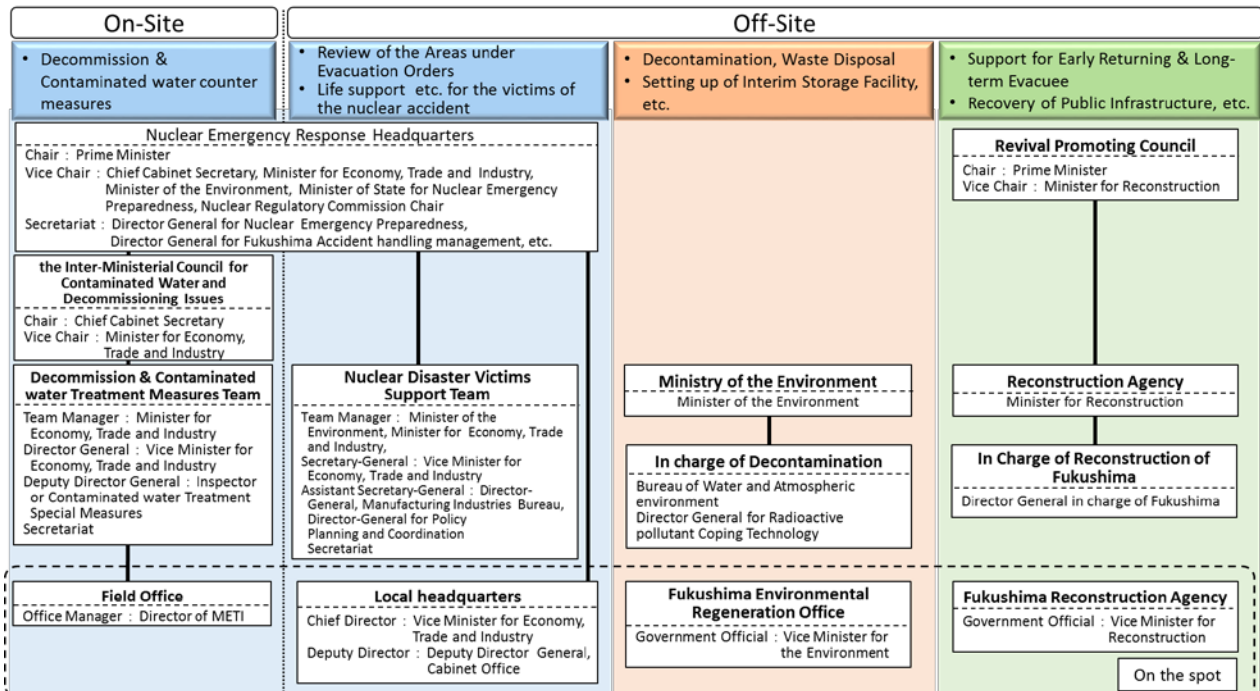 On-Site
Off-Site
• Decommission &
Contaminated water counter
measures
• Review of the Areas under
Evacuation Orders
• Life support etc. for the victims of
the nuclear accident
• Decontamination, Waste Disposal
• Setting up of Interim Storage Facility,
etc.
• Support for Early Returning & Long-
term Evacuee
• Recovery of Public Infrastructure, etc.
Nuclear Emergency Response Headquarters
Chair : Prime Minister
Vice Chair : Chief Cabinet Secretary, Minister for Economy, Trade and Industry,
Minister of the Environment, Minister of State for Nuclear Emergency
Preparedness, Nuclear Regulatory Commission Chair
Secretariat : Director General for Nuclear Emergency Preparedness,
Director General for Fukushima Accident handling management, etc.
Revival Promoting Council
Chair : Prime Minister
Vice Chair : Minister for Reconstruction
the Inter-Ministerial Council for
Contaminated Water and
Decommissioning Issues
Chair : Chief Cabinet Secretary
Vice Chair : Minister for Economy,
Trade and Industry
Decommission & Contaminated
water Treatment Measures Team
Team Manager : Minister for
Economy, Trade and Industry
Director General : Vice Minister for
Economy, Trade and Industry
Deputy Director General : Inspector
or Contaminated water Treatment
Special Measures
Secretariat
Nuclear Disaster Victims
Support Team
Team Manager : Minister of the
Environment, Minister for Economy, Trade
and Industry,
Secretary-General : Vice Minister for
Economy, Trade and Industry
Assistant Secretary-General : Director-
General, Manufacturing Industries Bureau,
Director-General for Policy
Planning and Coordination
Secretariat
Ministry of the Environment
Minister of the Environment
In charge of Decontamination
Bureau of Water and Atmospheric
environment
Director General for Radioactive
pollutant Coping Technology
Reconstruction Agency
Minister for Reconstruction
In Charge of Reconstruction of
Fukushima
Director General in charge of Fukushima
Field Office
Office Manager : Director of METI
Local headquarters
Chief Director : Vice Minister for Economy,
Trade and Industry
Deputy Director : Deputy Director General,
Cabinet Office
Fukushima Environmental
Regeneration Office
Government Official : Vice Minister for
the Environment
Fukushima Reconstruction Agency
Government Official : Vice Minister for
Reconstruction
On the spot